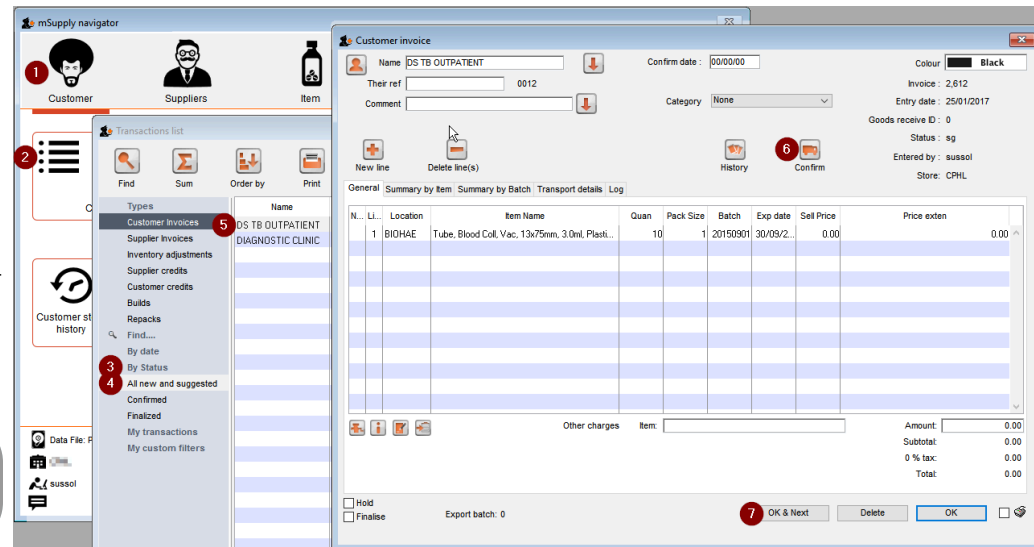 mSupply navigator
1
Customer
Suppliers
Item
2
C
Customer st
history
Data File: P
sussol
Transactions list
Find
Sum
Order by
Print
Types
Customer Invoices
Supplier Invoices
Inventory adjustments
Supplier credits
Customer credits
Builds
Repacks
Find....
By date
3 By Status
4 All new and suggested
Confirmed
Finalized
My transactions
My custom filters
Name
5 DS TB OUTPATIENT
DIAGNOSTIC CLINIC
Customer invoice
Name DS TB OUTPATIENT Confirm date : 00/00/00 Colour Black
Their ref 0012 Invoice : 2,612
Comment Category None Entry date : 25/01/2017
Goods receive ID : 0
Status : sg
Entered by : sussol
Store: CPHL
New line Delete line(s) History 6 Confirm
General Summary by Item Summary by Batch Transport details Log
N... Li... Location Item Name Quan Pack Size Batch Exp date Sell Price Price exten
1 BIOHAE Tube, Blood Coll, Vac, 13x75mm, 3.0ml, Plasti... 10 1 20150901 30/09/2... 0.00 0.00
Other charges Item: Amount: 0.00
Subtotal: 0.00
0 % tax: 0.00
Total: 0.00
Hold
Finalise Export batch: 0 7 OK & Next Delete OK